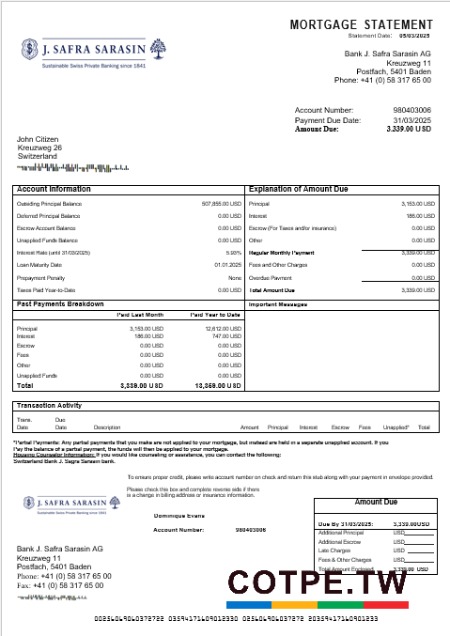 MORTGAGE STATEMENT
Statement Date: 05/03/2025
J. SAFRA SARASIN
Sustainable Swiss Private Banking since 1841
Bank J. Safra Sarasin AG
Kreuzweg 11
Postfach, 5401 Baden
Phone: +41 (0) 58 317 65 00
Account Number: 980403006
Payment Due Date: 31/03/2025
Amount Due: 3,339.00 USD
John Citizen
Kreuzweg 26
Switzerland
Account Information
Outstanding Principal Balance 507,855.00 USD
Deferred Principal Balance 0.00 USD
Escrow Account Balance 0.00 USD
Unapplied Funds Balance 0.00 USD
Interest Rate (until 31/03/2025)
Loan Maturity Date 01.01.2025
Prepayment Penalty None
Taxes Paid Year-to-Date 0.00 USD
Explanation of Amount Due
Principal 3,153.00 USD
Interest 186.00 USD
Escrow (For Taxes and/or insurance) 0.00 USD
Other 0.00 USD
Regular Monthly Payment 3,339.00 USD
Fees and Other Charges 0.00 USD
Overdue Payment 0.00 USD
Total Amount Due 3,339.00 USD
Past Payments Breakdown
Paid Last Month Paid Year to Date
Principal 3,153.00 USD 12,612.00 USD
Interest 186.00 USD 747.00 USD
Escrow 0.00 USD 0.00 USD
Fees 0.00 USD 0.00 USD
Other 0.00 USD 0.00 USD
Unapplied Funds 0.00 USD 0.00 USD
Total 3,339.00 USD 13,359.00 USD
Important Messages
Transaction Activity
Trans. Date Due Date Description Amount Principal Interest Escrow Fees Unapplied* Total
*Partial Payments: Any partial payments that you make are not applied to your mortgage, but instead are held in a separate unapplied account. If you
Pay the balance of a partial payment, the funds will then be applied to your mortgage.
Housing Counselor Information: If you would like counseling or assistance, you can contact the following:
Switzerland Bank J. Safra Sarasin bank.
To ensure proper credit, please write account number on check and return this stub along with your payment in envelope provided.
Please check this box and complete reverse side if there
is a change in billing address or insurance information.
J. SAFRA SARASIN
Sustainable Swiss Private Banking since 1841
Dominique Evans
Account Number: 980403006
Amount Due
Due By 31/03/2025: 3,339.00USD
Additional Principal USD
Additional Escrow USD
Late Charges USD
Fees & Other Charges USD
Total Amount Enclosed 3,339.00 USD
Bank J. Safra Sarasin AG
Kreuzweg 11
Postfach, 5401 Baden
Phone: +41 (0) 58 317 65 00
Fax: +41 (0) 58 317 65 00
COTPE.TW